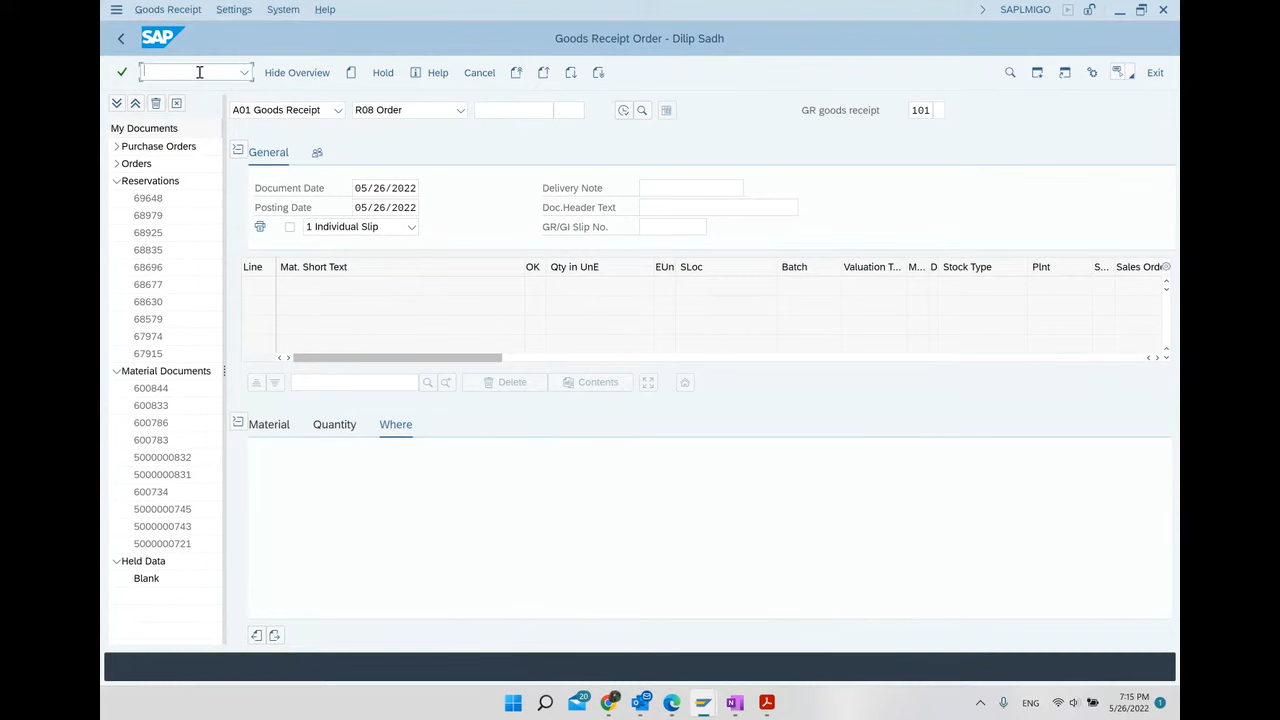 Goods Receipt Settings System Help SAPLMIGO
SAP Goods Receipt Order - Dilip Sadh
Hide Overview Hold Help Cancel Exit
A01 Goods Receipt R08 Order GR goods receipt 101
My Documents
Purchase Orders
Orders
Reservations
69648
68979
68925
68835
68696
68677
68630
68579
67974
67915
Material Documents
600844
600833
600786
600783
5000000832
5000000831
600734
5000000745
5000000743
5000000721
Held Data
Blank
General
Document Date 05/26/2022 Delivery Note
Posting Date 05/26/2022 Doc.Header Text
1 Individual Slip GR/GI Slip No.
Line Mat. Short Text OK Qty in UnE EUn SLoc Batch Valuation T... M... D Stock Type Plnt S... Sales Orde
Delete Contents
Material Quantity Where
20 ENG 7:15 PM
5/26/2022 1